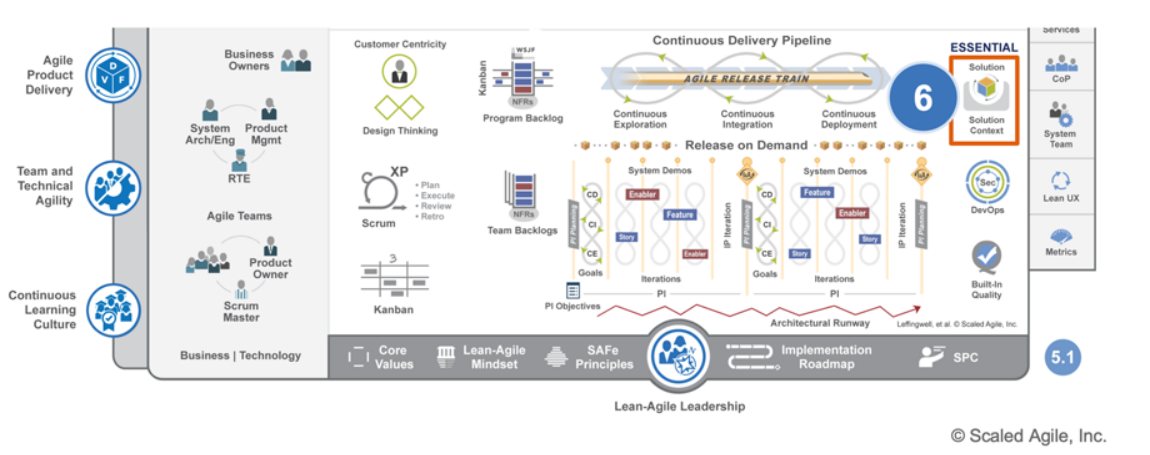 Agile
Product
Delivery
D
V
F
Team and
Technical
Agility
Continuous
Learning
Culture
Business
Owners
System
Arch/Eng
Product
Mgmt
RTE
Agile Teams
Product
Owner
Scrum
Master
Business | Technology
Customer Centricity
Design Thinking
XP
Scrum
• Plan
• Execute
• Review
• Retro
3
Kanban
Kanban
WSJF
NFRs
Program Backlog
NFRs
Team Backlogs
Continuous Delivery Pipeline
AGILE RELEASE TRAIN
Continuous
Exploration
Continuous
Integration
Continuous
Deployment
Release on Demand
System Demos
System Demos
PI Planning
CD
CI
CE
Goals
Enabler
Feature
Story
Enabler
Iterations
IP Iteration
PI Planning
CD
CI
CE
Goals
Feature
Enabler
Story
Story
Iterations
IP Iteration
PI Planning
PI
PI
PI Objectives
Architectural Runway
Leffingwell, et al. © Scaled Agile, Inc.
6
ESSENTIAL
Solution
Solution
Context
Sec
DevOps
Built-In
Quality
Services
CoP
System
Team
Lean UX
Metrics
Core
Values
Lean-Agile
Mindset
SAFe
Principles
Implementation
Roadmap
SPC
5.1
Lean-Agile Leadership
© Scaled Agile, Inc.